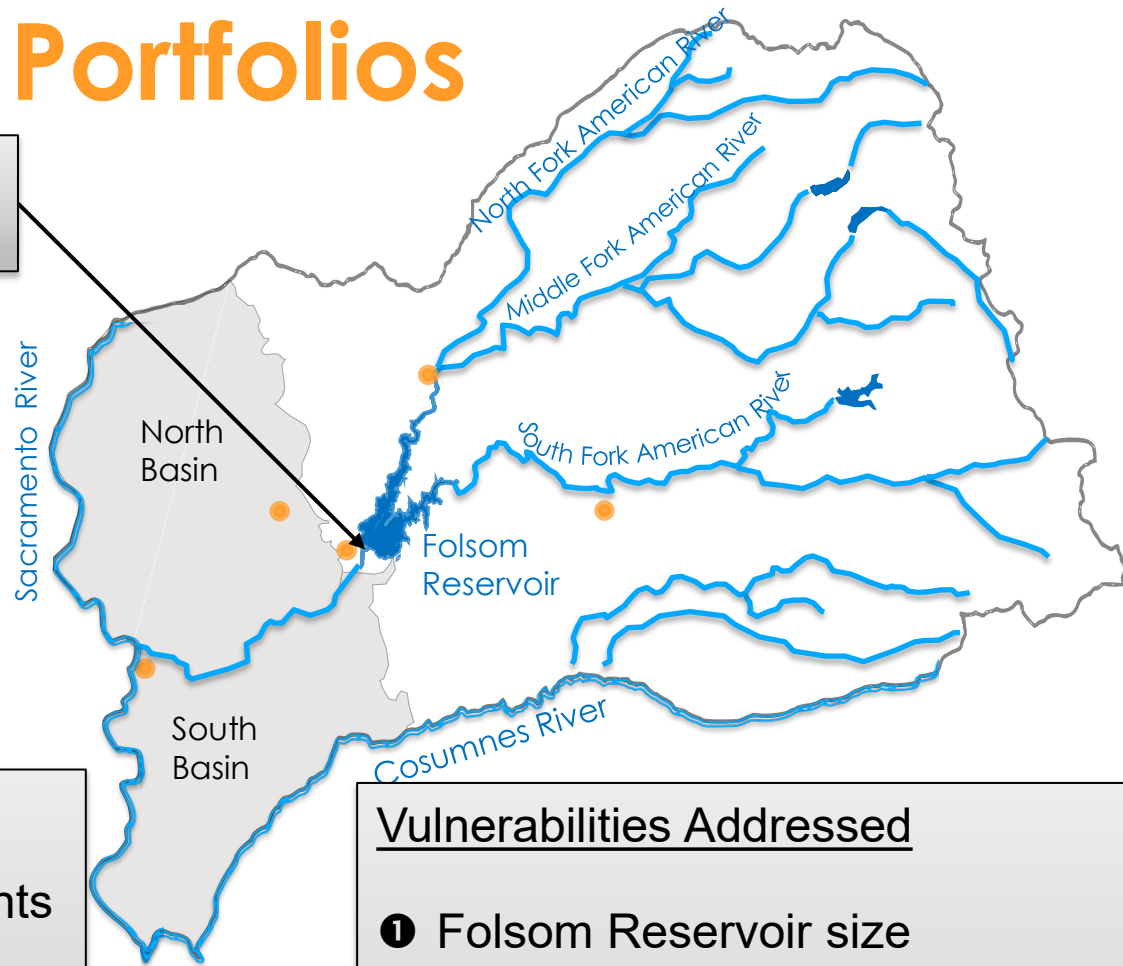 Portfolios
North Fork American River
Middle Fork American River
Sacramento River
North
Basin
South Fork American River
Folsom
Reservoir
South
Basin
Cosumnes River
nts
Vulnerabilities Addressed
❶ Folsom Reservoir size